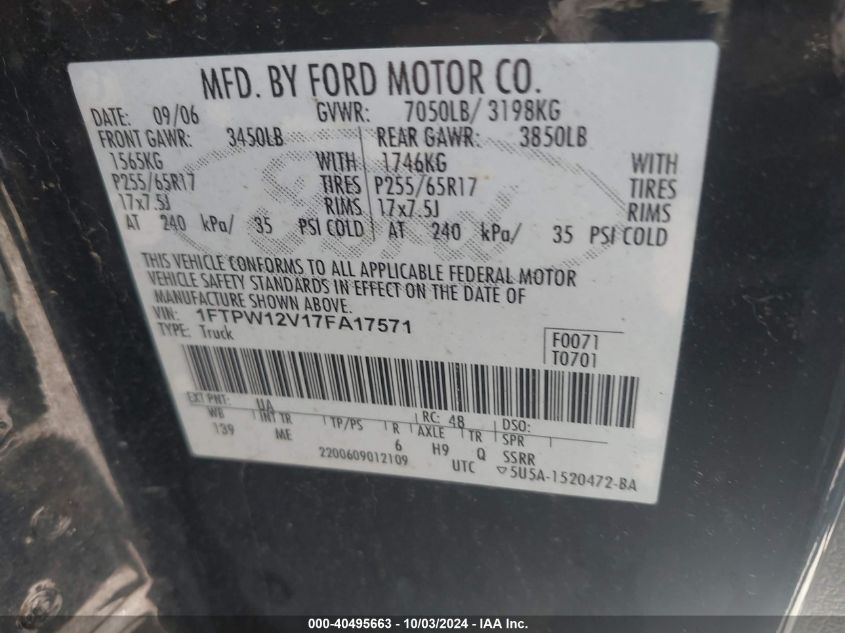 MFD. BY FORD MOTOR CO.
DATE: 09/06 GVWR: 7050LB/ 3198KG
FRONT GAWR: 3450LB REAR GAWR: 3850LB
1565KG WITH 1746KG WITH
P255/65R17 TIRES P255/65R17 TIRES
17x7.5J RIMS 17x7.5J RIMS
AT 240 kPa/ 35 PSI COLD AT 240 kPa/ 35 PSI COLD
Ford
THIS VEHICLE CONFORMS TO ALL APPLICABLE FEDERAL MOTOR
VEHICLE SAFETY STANDARDS IN EFFECT ON THE DATE OF
MANUFACTURE SHOWN ABOVE.
VIN: 1FTPW12V17FA17571
TYPE: Truck
F0071
T0701
EXT PNT: UA RC: 48 DSO:
WB INT TR TP/PS R AXLE TR SPR
139 ME 6 H9 Q SSRR
2200609012109 UTC ▽5U5A-1520472-BA
000-40495663 - 10/03/2024 - IAA Inc.